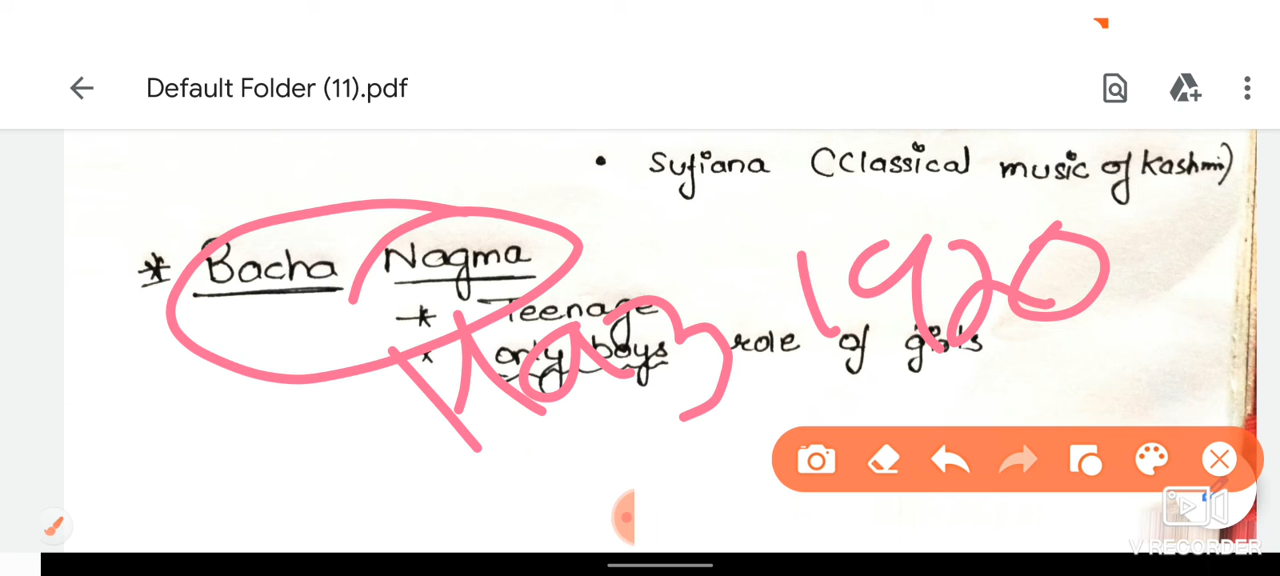 Default Folder (11).pdf
• Sufiana (Classical music of Kashmir)
* Bacha Nagma
* Teenage
* only boys role of girls
1920
V RECORDER